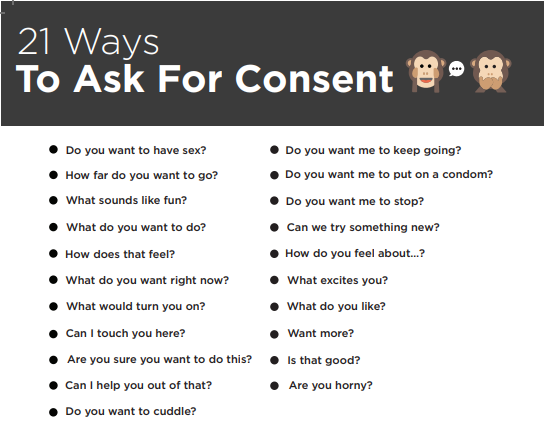 21 Ways
To Ask For Consent
Do you want to have sex?
How far do you want to go?
What sounds like fun?
What do you want to do?
How does that feel?
What do you want right now?
What would turn you on?
Can I touch you here?
Are you sure you want to do this?
Can I help you out of that?
Do you want to cuddle?
Do you want me to keep going?
Do you want me to put on a condom?
Do you want me to stop?
Can we try something new?
How do you feel about...?
What excites you?
What do you like?
Want more?
Is that good?
Are you horny?